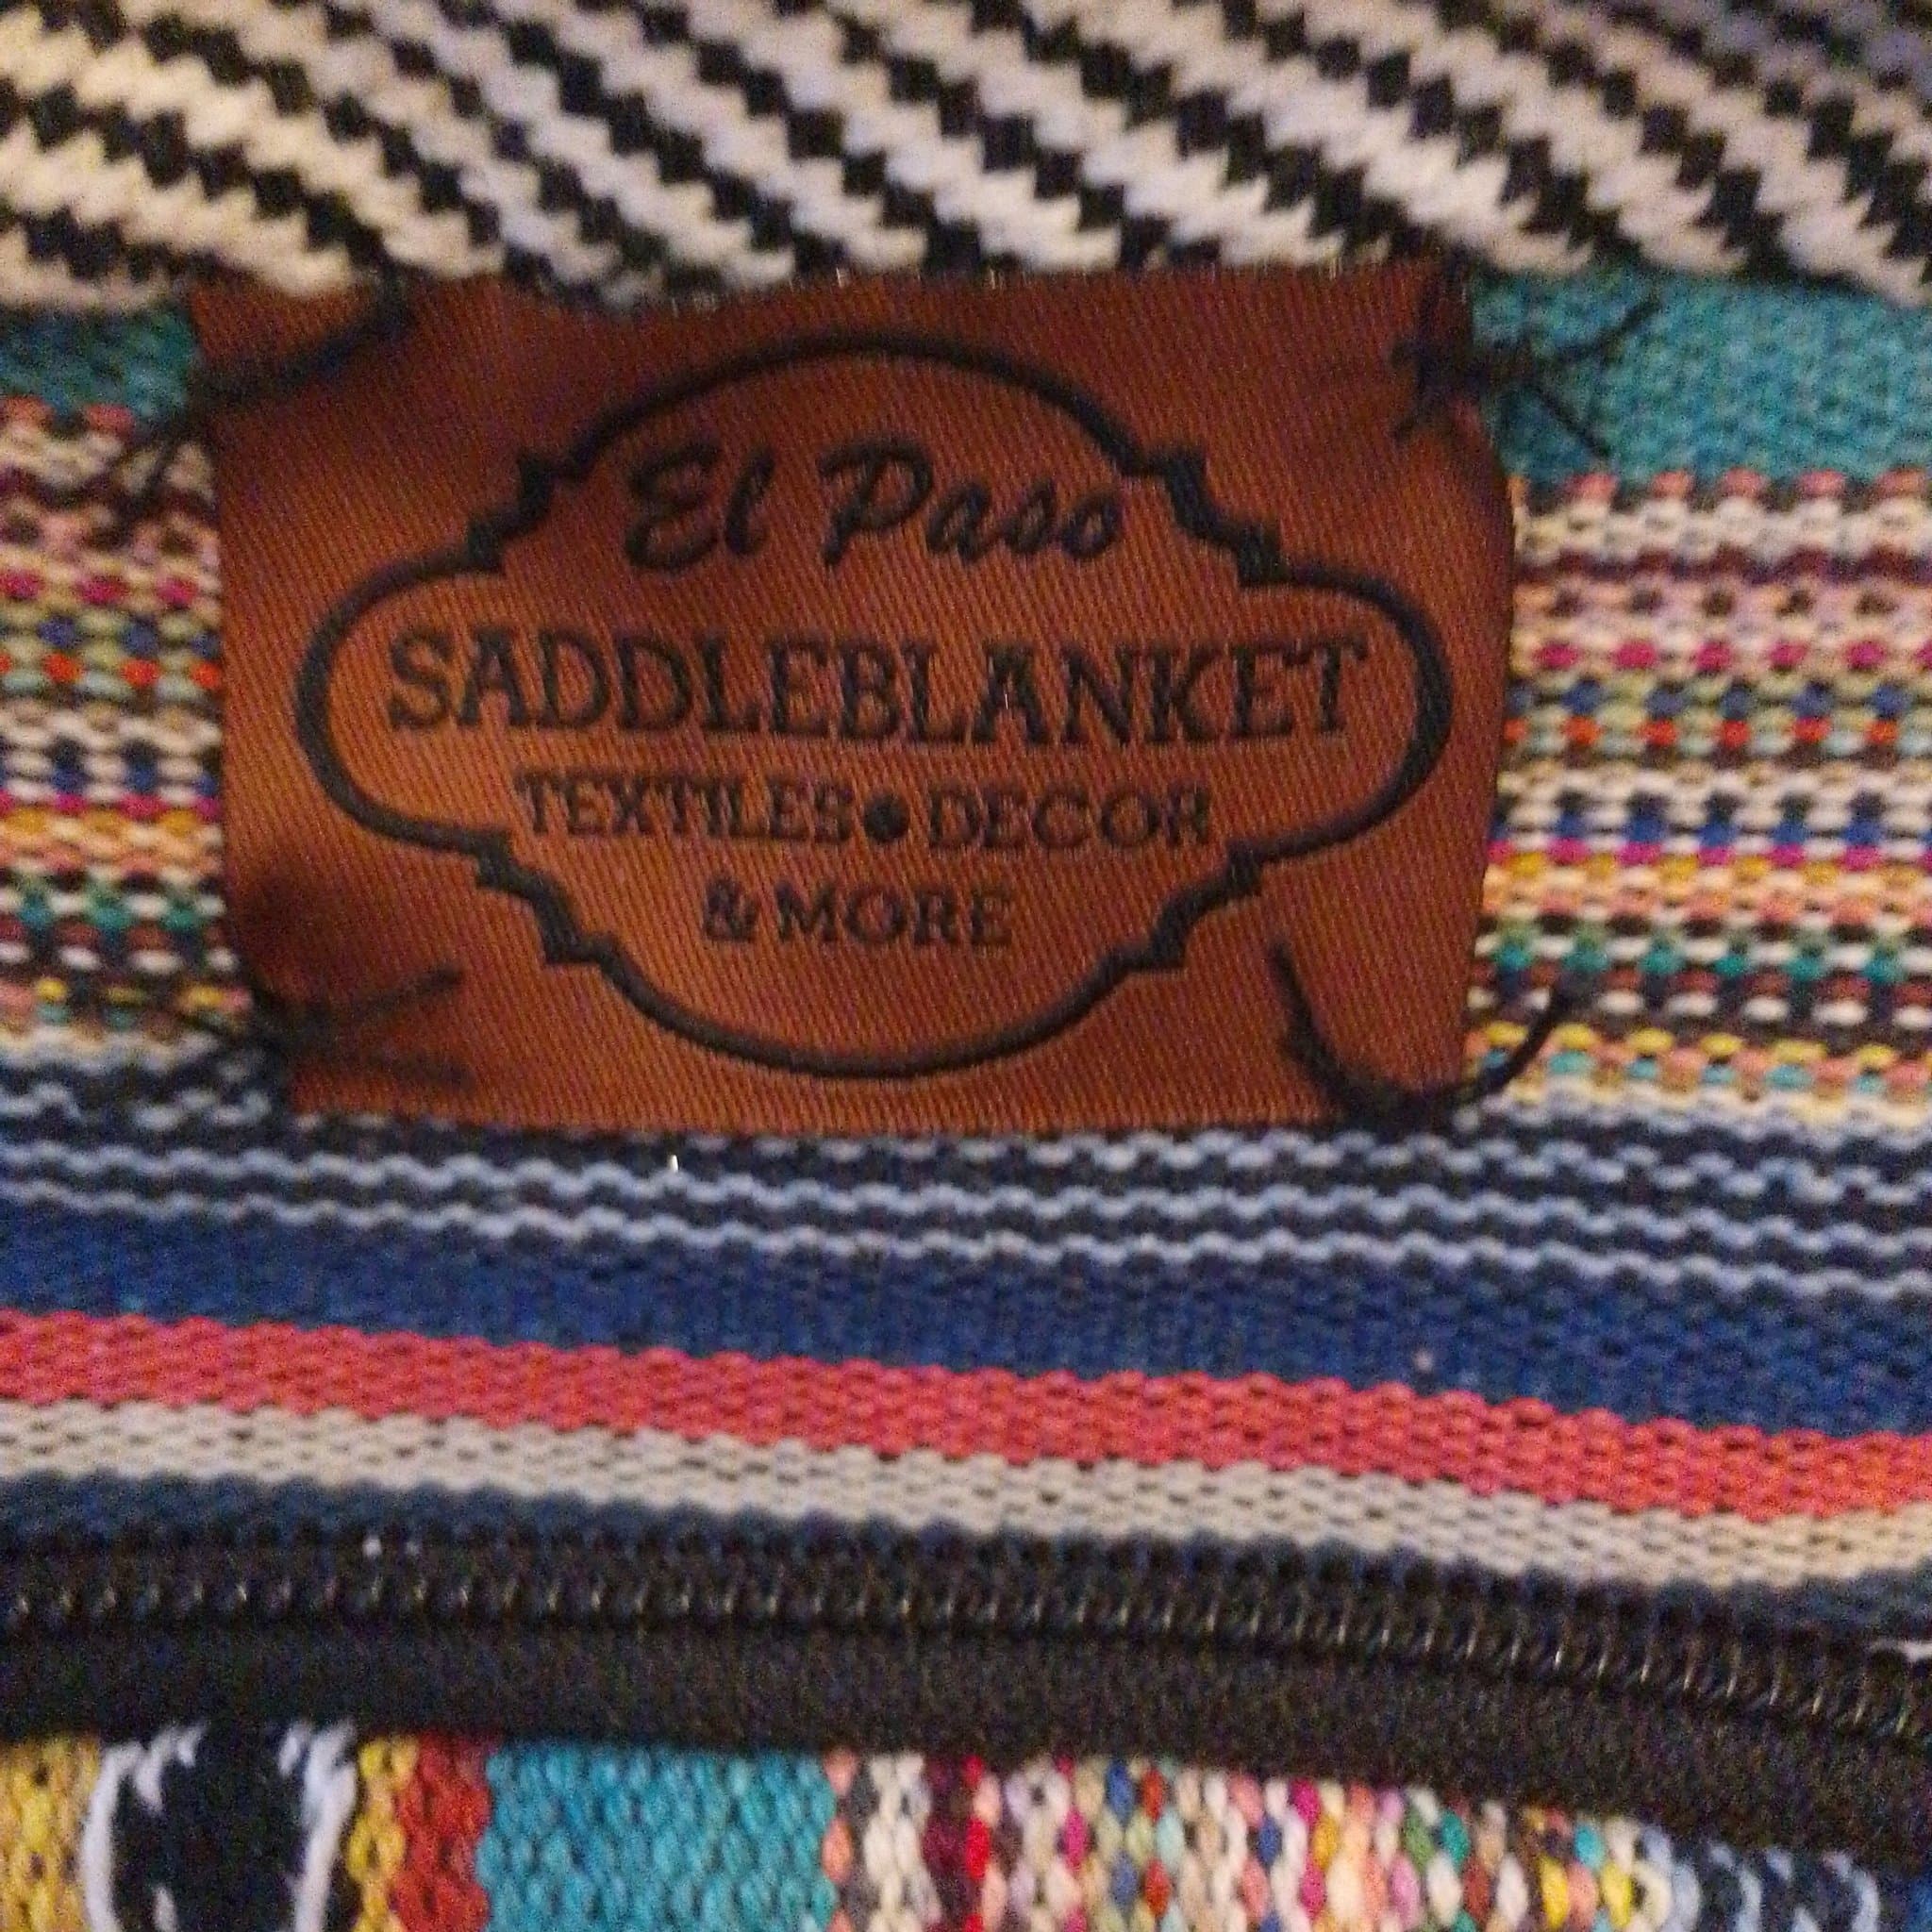 El Paso
SADDLEBLANKET
TEXTILES • DECOR
& MORE